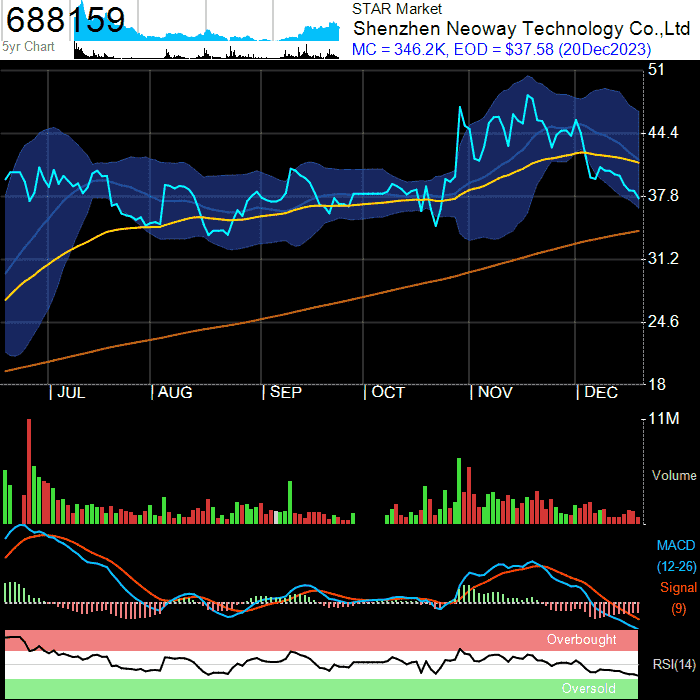 688159
5yr Chart
STAR Market
Shenzhen Neoway Technology Co.,Ltd
MC = 346.2K, EOD = $37.58 (20Dec2023)
51
44.4
37.8
31.2
24.6
18
| JUL | AUG | SEP | OCT | NOV | DEC
11M
Volume
MACD
(12-26)
Signal
(9)
Overbought
RSI(14)
Oversold